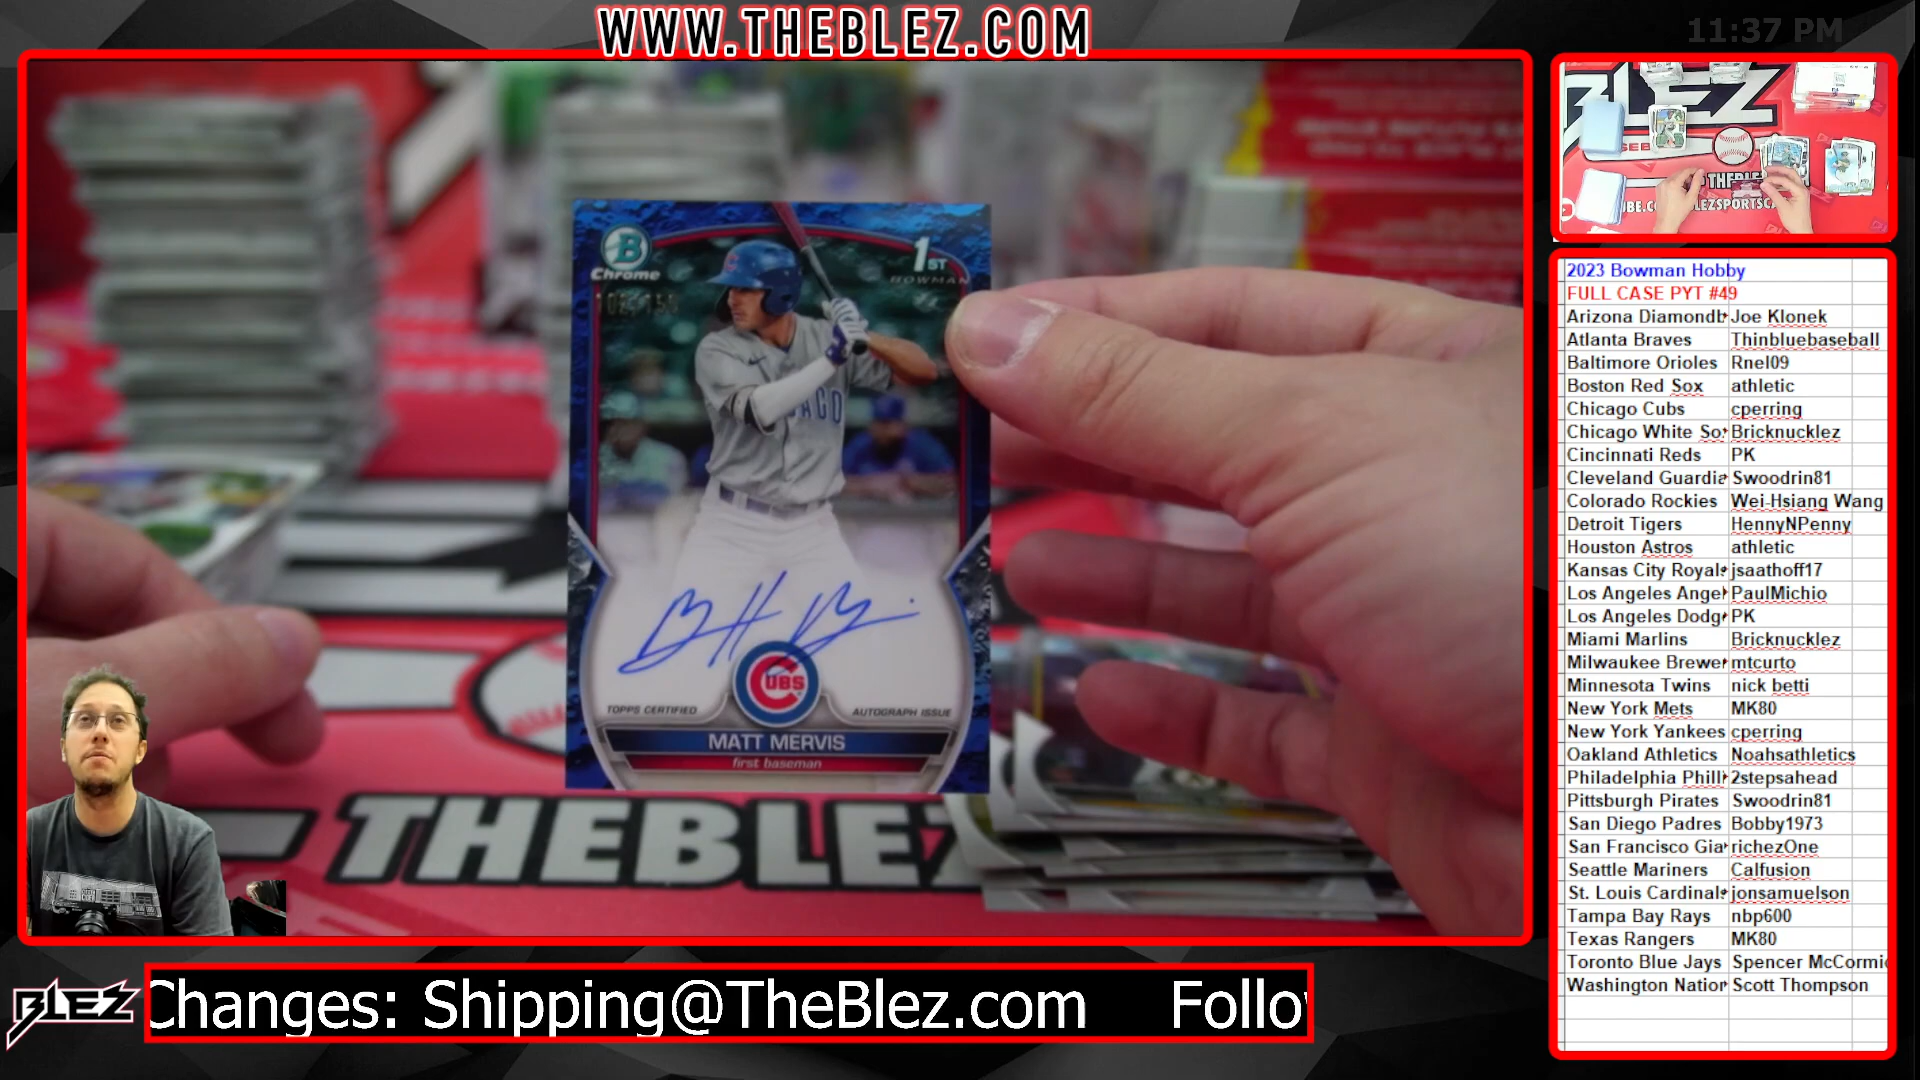 WWW.THEBLEZ.COM
11:37 PM
B
Chrome
1ST
BOWMAN
CUBS
TOPPS CERTIFIED
AUTOGRAPH ISSUE
MATT MERVIS
first baseman
THEBLEZ
BLEZ
2023 Bowman Hobby
FULL CASE PYT #49
Arizona Diamondb Joe Klonek
Atlanta Braves Thinbluebaseball
Baltimore Orioles Rnel09
Boston Red Sox athletic
Chicago Cubs cperring
Chicago White So Bricknucklez
Cincinnati Reds PK
Cleveland Guardia Swoodrin81
Colorado Rockies Wei-Hsiang Wang
Detroit Tigers HennyNPenny
Houston Astros athletic
Kansas City Royals jsaathoff17
Los Angeles Angel PaulMichio
Los Angeles Dodg PK
Miami Marlins Bricknucklez
Milwaukee Brewer mtcurto
Minnesota Twins nick betti
New York Mets MK80
New York Yankees cperring
Oakland Athletics Noahsathletics
Philadelphia Philli 2stepsahead
Pittsburgh Pirates Swoodrin81
San Diego Padres Bobby1973
San Francisco Gia richezOne
Seattle Mariners Calfusion
St. Louis Cardinals jonsamuelson
Tampa Bay Rays nbp600
Texas Rangers MK80
Toronto Blue Jays Spencer McCormic
Washington Nation Scott Thompson
BLEZ
Changes: Shipping@TheBlez.com Follo